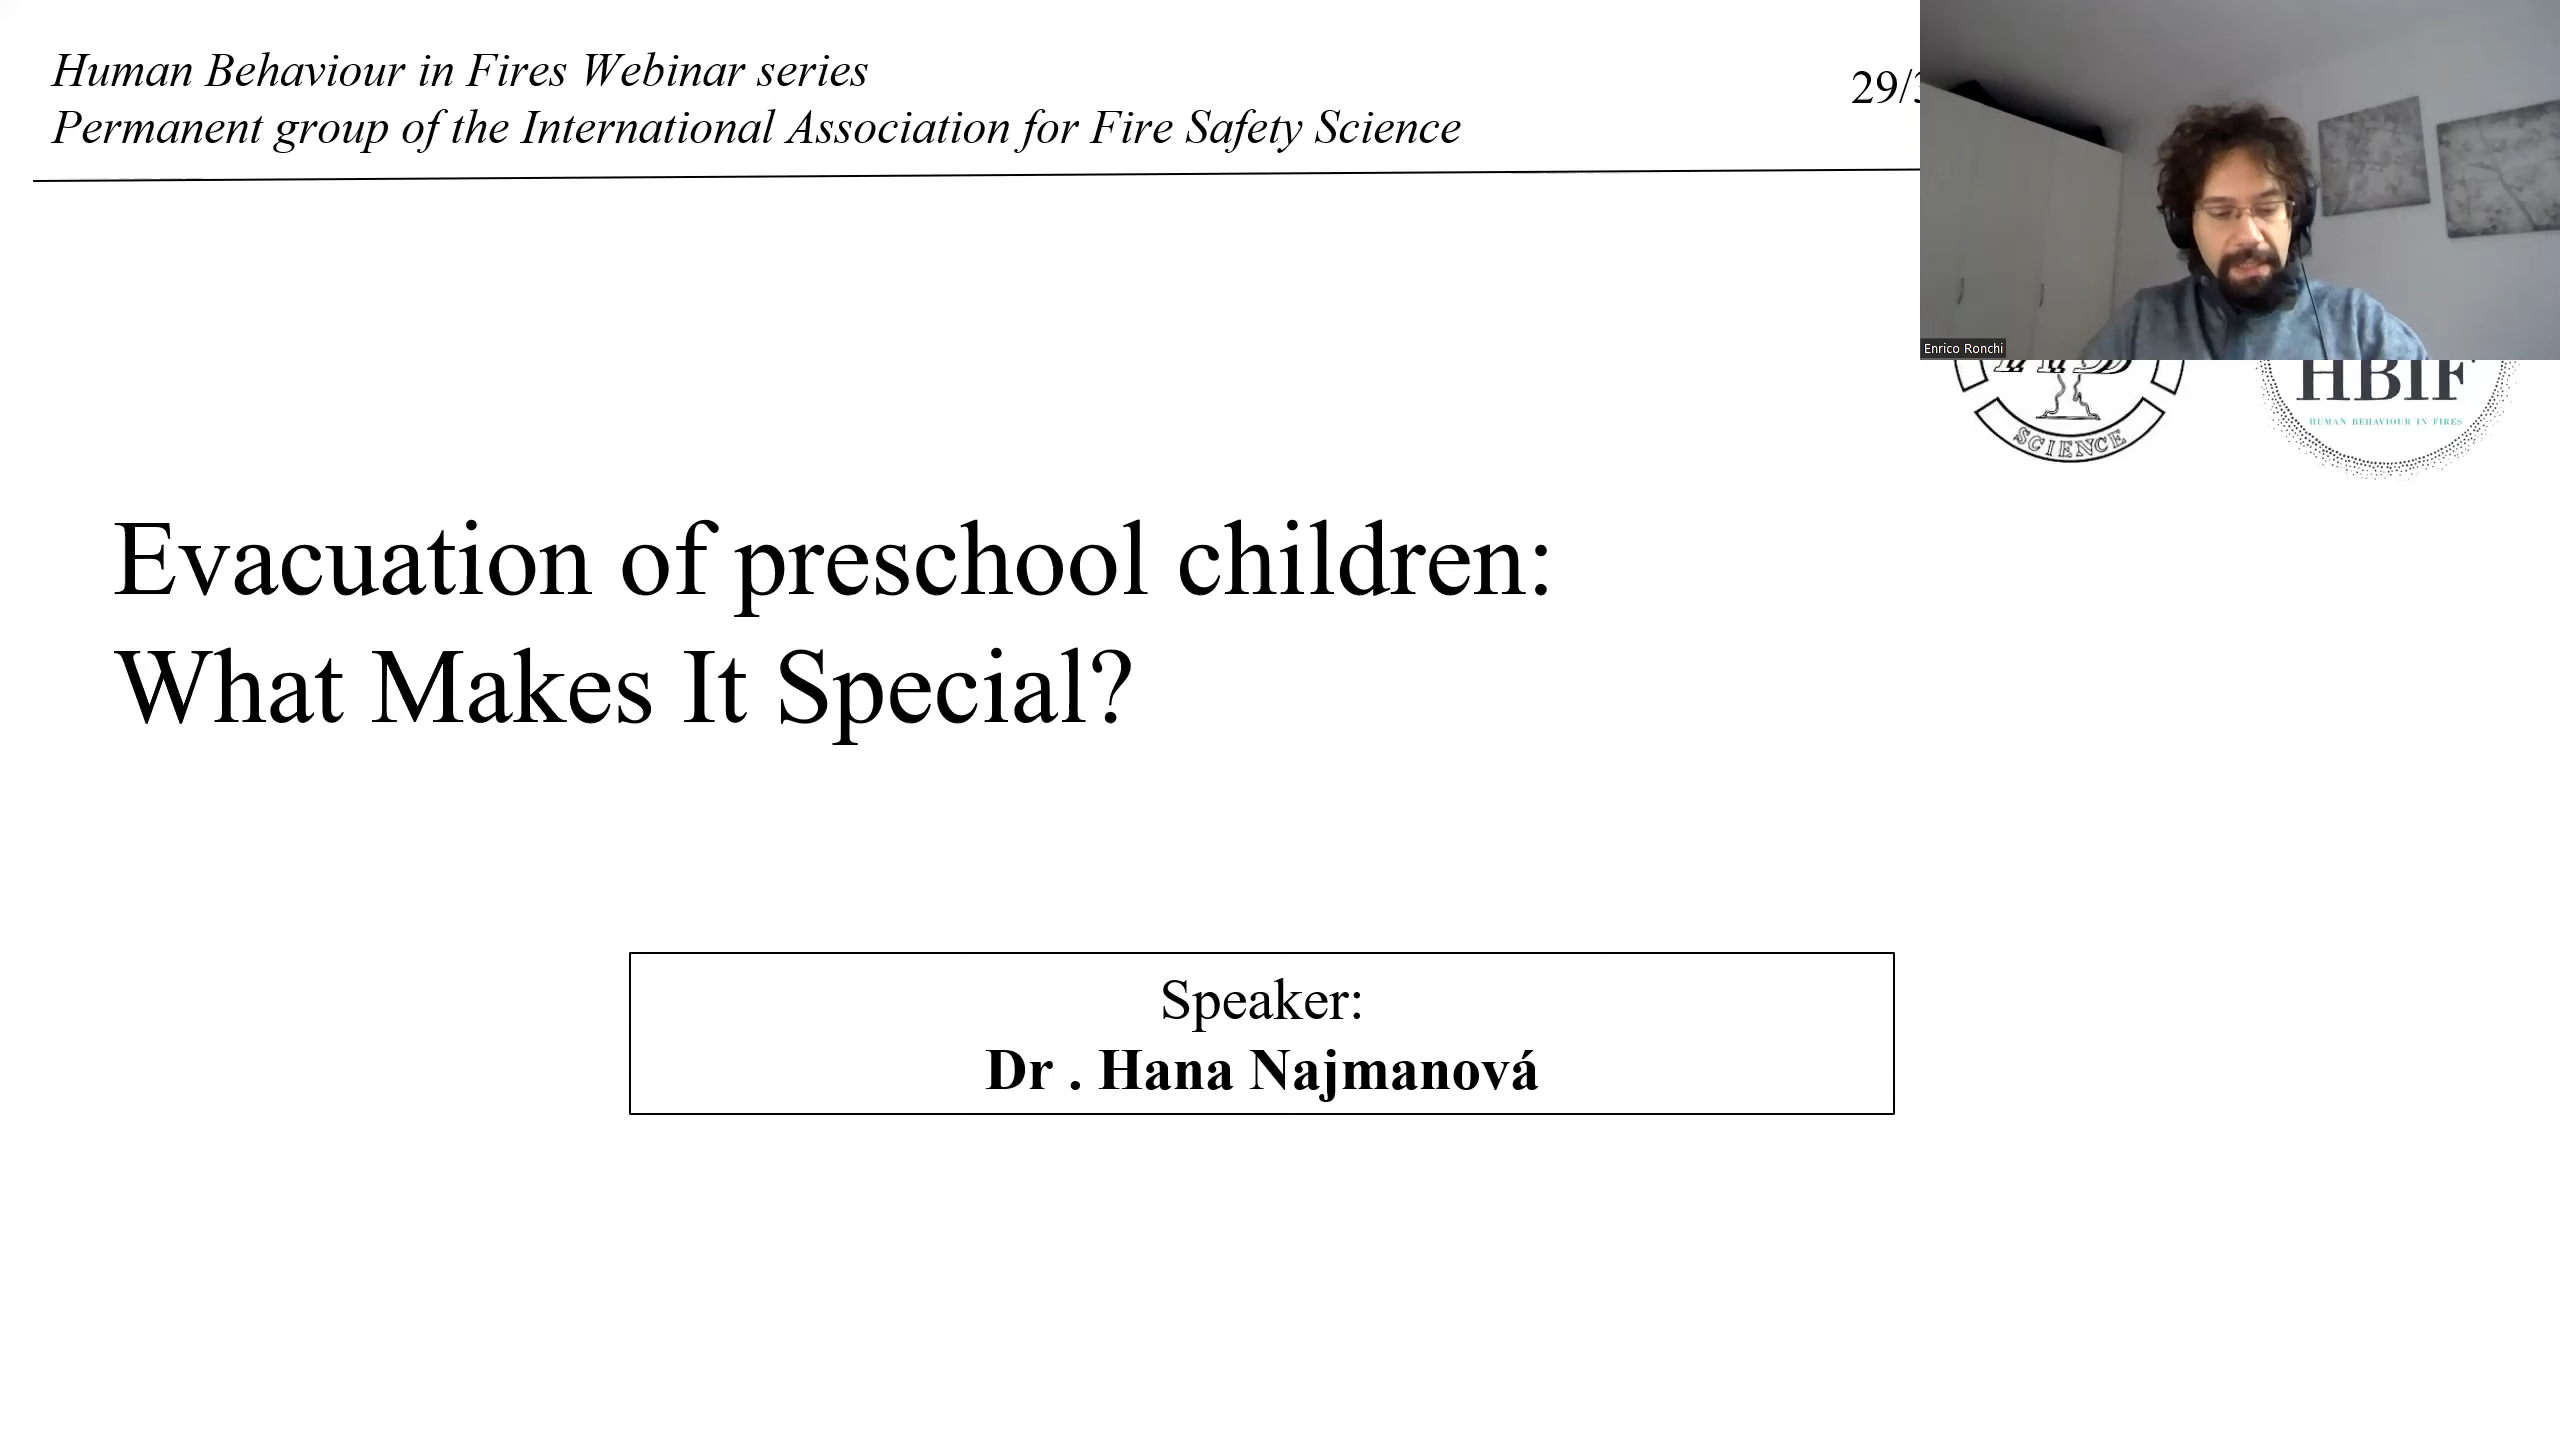 Human Behaviour in Fires Webinar series
Permanent group of the International Association for Fire Safety Science
29/3
Enrico Ronchi
SCIENCE
HBIF
HUMAN BEHAVIOUR IN FIRES
Evacuation of preschool children:
What Makes It Special?
Speaker:
Dr . Hana Najmanová